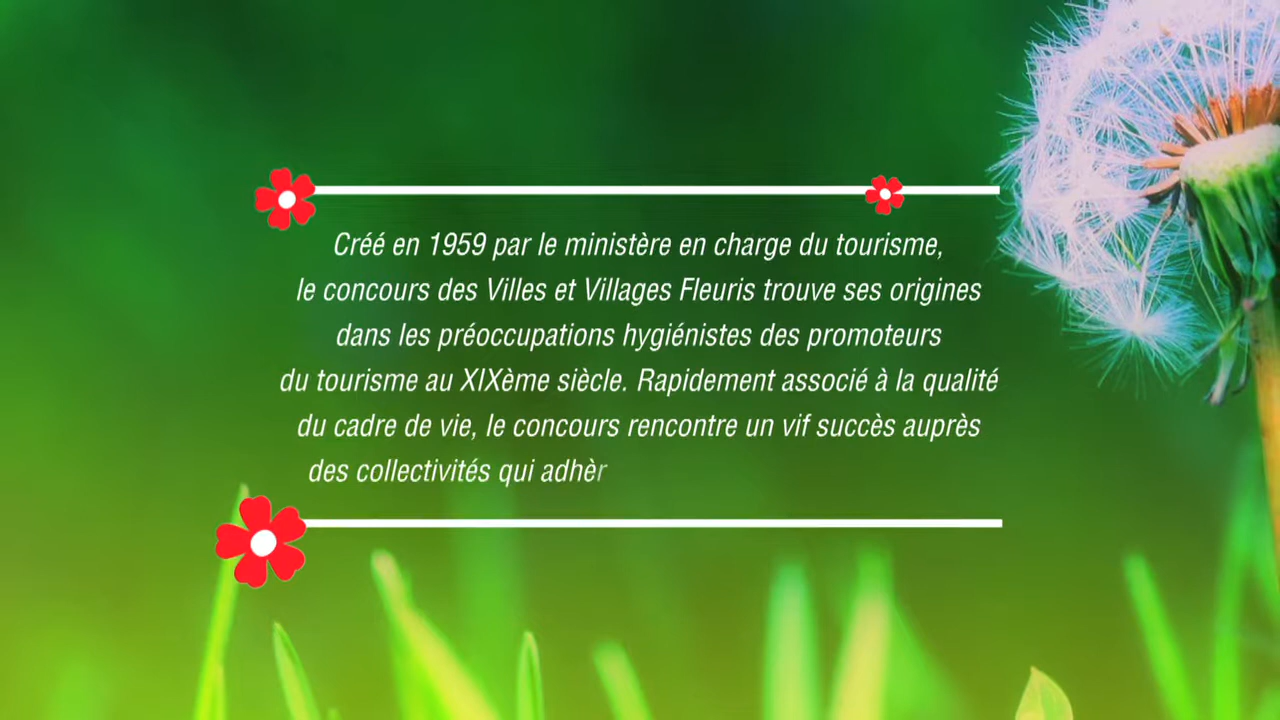 Créé en 1959 par le ministère en charge du tourisme,
le concours des Villes et Villages Fleuris trouve ses origines
dans les préoccupations hygiénistes des promoteurs
du tourisme au XIXème siècle. Rapidement associé à la qualité
du cadre de vie, le concours rencontre un vif succès auprès
des collectivités qui adhèr